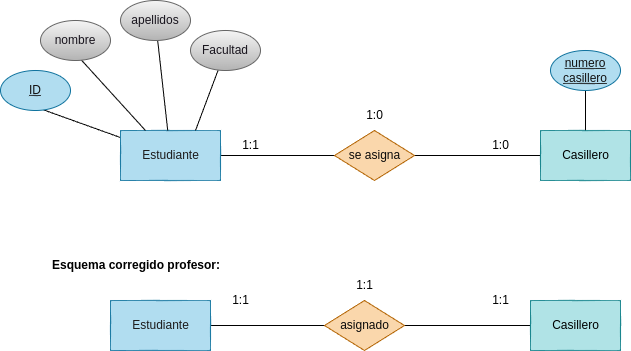 apellidos
nombre
Facultad
ID
numero
casillero
1:0
1:1
1:0
Estudiante
se asigna
Casillero
Esquema corregido profesor:
1:1
1:1
1:1
Estudiante
asignado
Casillero